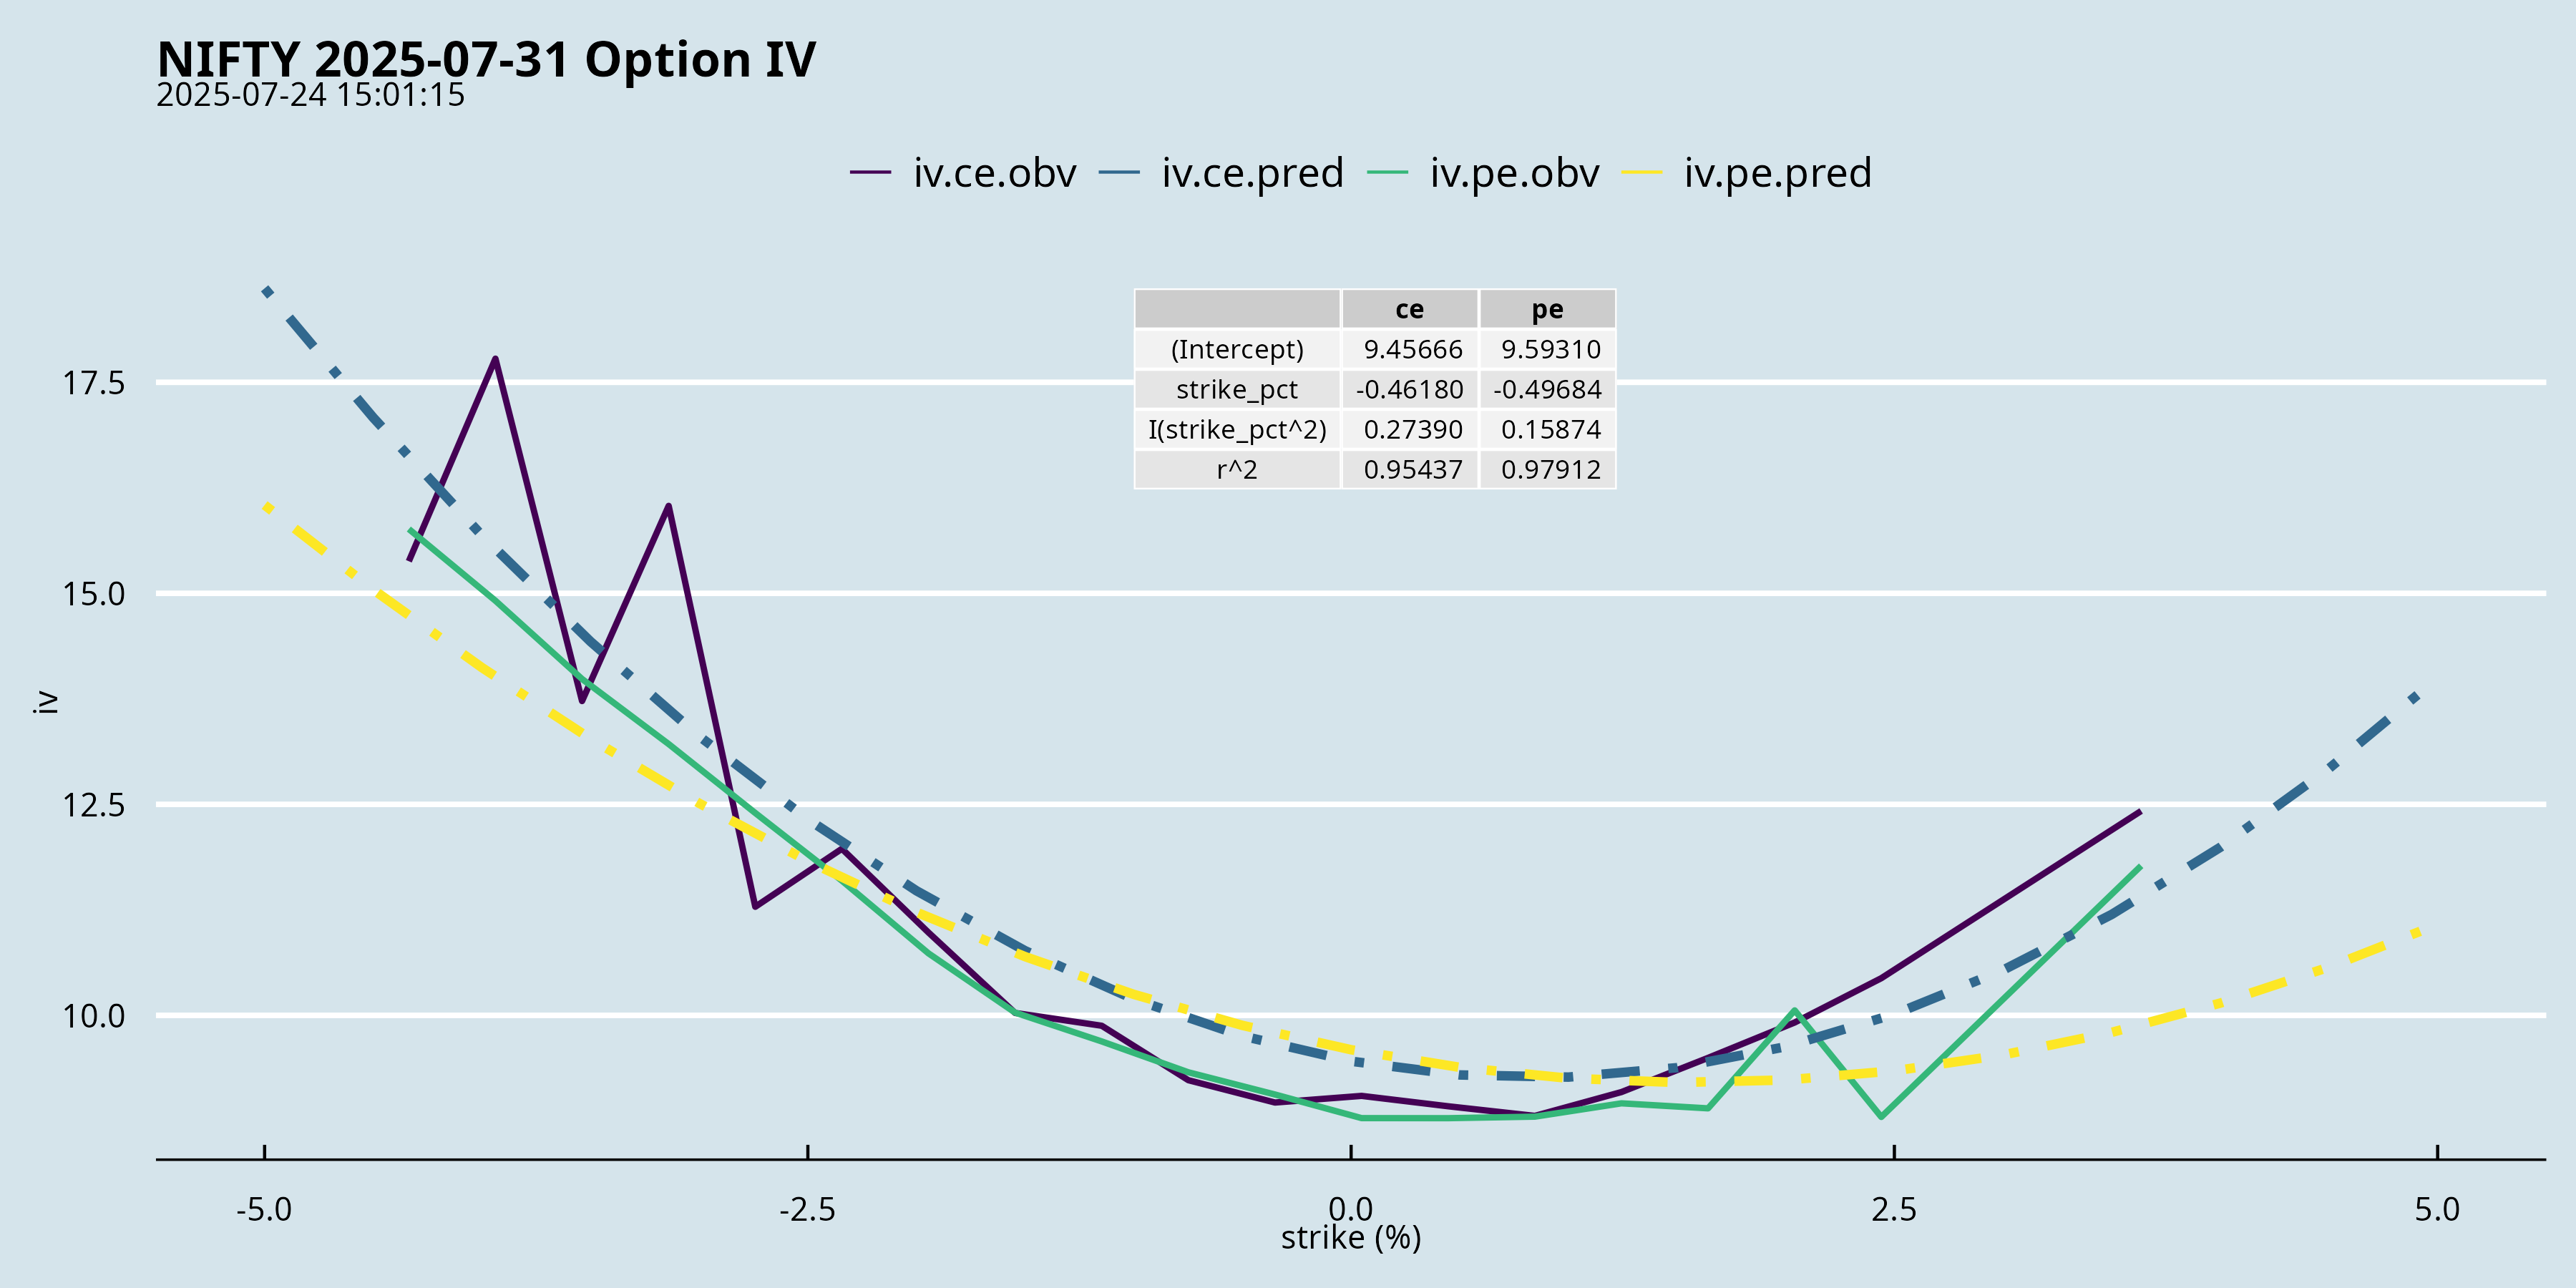 NIFTY 2025-07-31 Option IV
2025-07-24 15:01:15
iv.ce.obv iv.ce.pred iv.pe.obv iv.pe.pred
ce pe
(Intercept) 9.45666 9.59310
strike_pct -0.46180 -0.49684
I(strike_pct^2) 0.27390 0.15874
r^2 0.95437 0.97912
17.5
15.0
12.5
10.0
iv
-5.0 -2.5 0.0 2.5 5.0
strike (%)